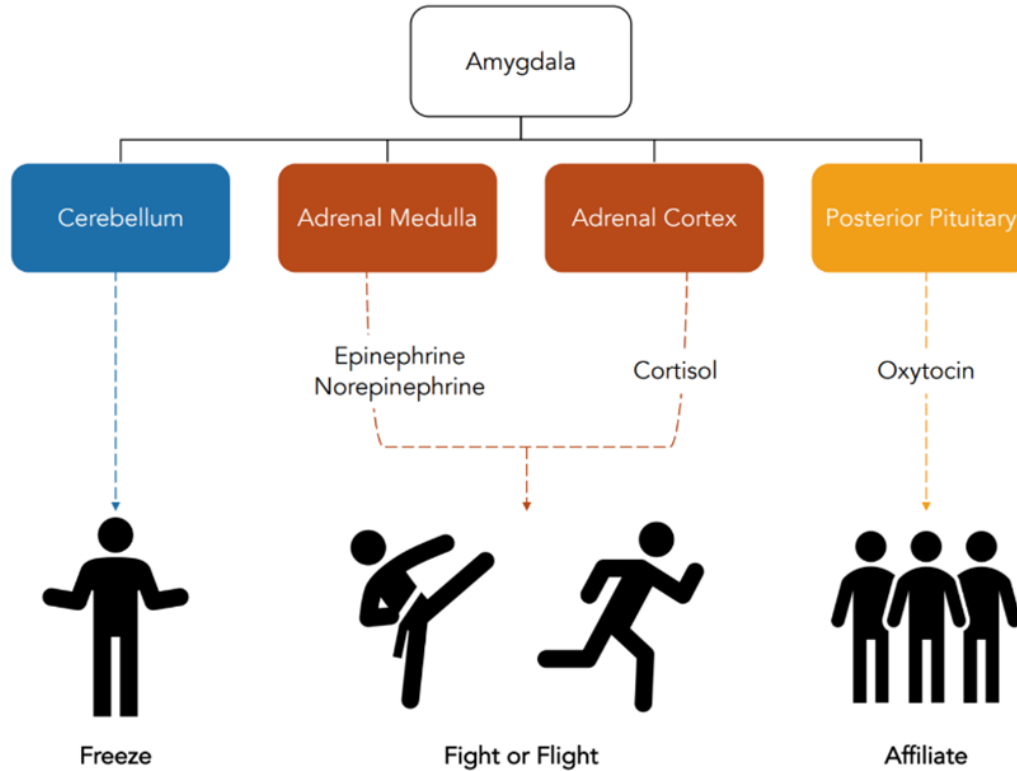 Amygdala
Cerebellum
Adrenal Medulla
Adrenal Cortex
Posterior Pituitary
Epinephrine
Norepinephrine
Cortisol
Oxytocin
Freeze
Fight or Flight
Affiliate